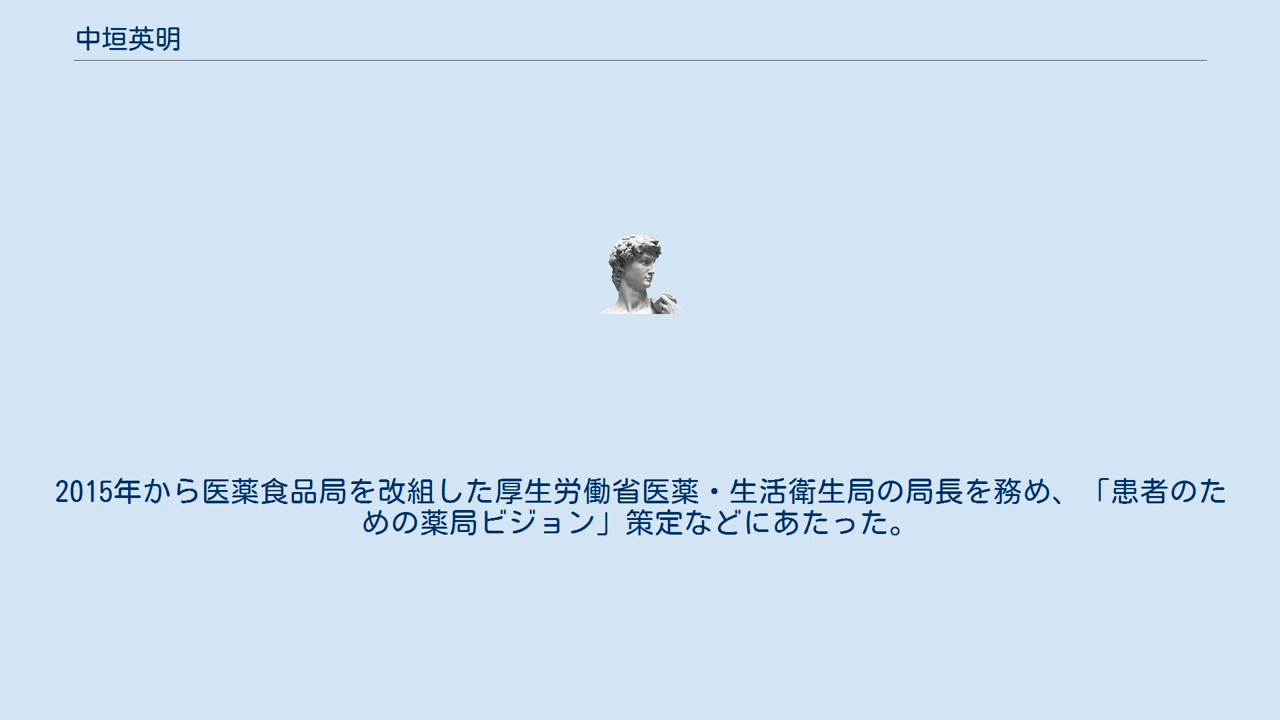 中垣英明
2015年から医薬食品局を改組した厚生労働省医薬・生活衛生局の局長を務め、「患者のた
めの薬局ビジョン」策定などにあたった。